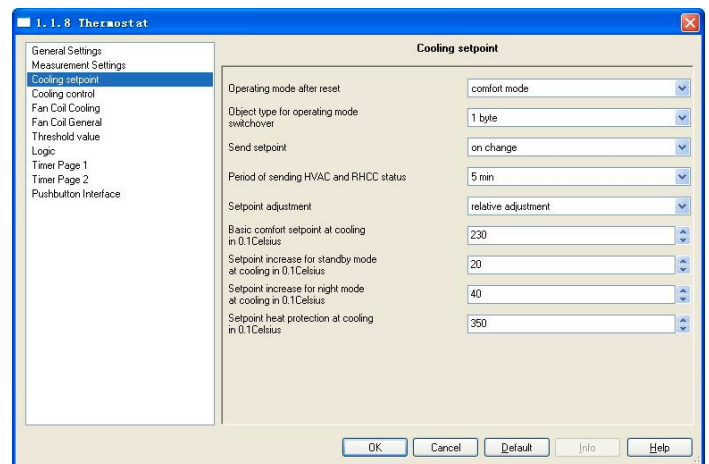 1.1.8 Thermostat
General Settings
Measurement Settings
Cooling setpoint
Cooling control
Fan Coil Cooling
Fan Coil General
Threshold value
Logic
Timer Page 1
Timer Page 2
Pushbutton Interface
Cooling setpoint
Operating mode after reset
comfort mode
Object type for operating mode
switchover
1 byte
Send setpoint
on change
Period of sending HVAC and RHCC status
5 min
Setpoint adjustment
relative adjustment
Basic comfort setpoint at cooling
in 0.1Celsius
230
Setpoint increase for standby mode
at cooling in 0.1Celsius
20
Setpoint increase for night mode
at cooling in 0.1Celsius
40
Setpoint heat protection at cooling
in 0.1Celsius
350
OK Cancel Default Info Help